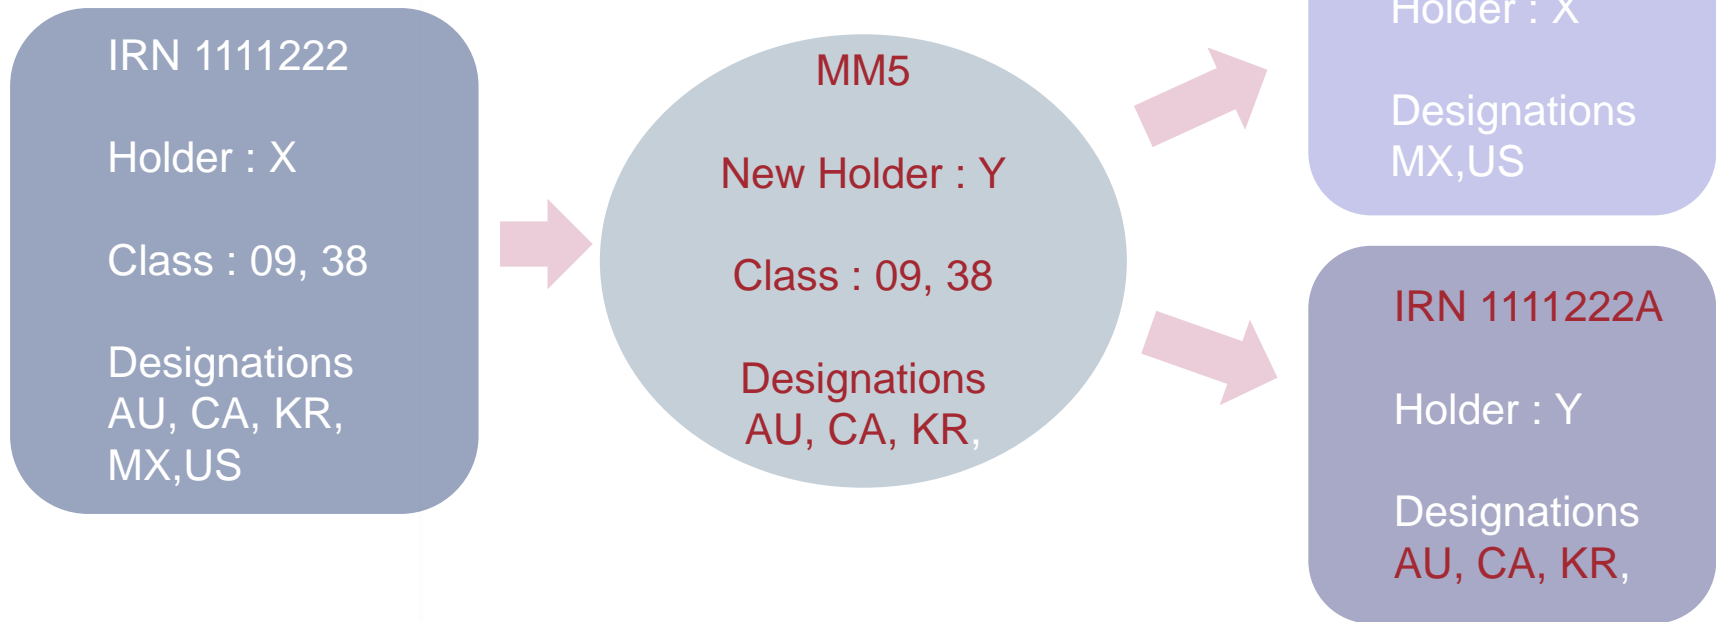 IRN 1111222
Holder : X
Class : 09, 38
Designations
AU, CA, KR,
MX,US
MM5
New Holder : Y
Class : 09, 38
Designations
AU, CA, KR,
Holder : X
Designations
MX,US
IRN 1111222A
Holder : Y
Designations
AU, CA, KR,